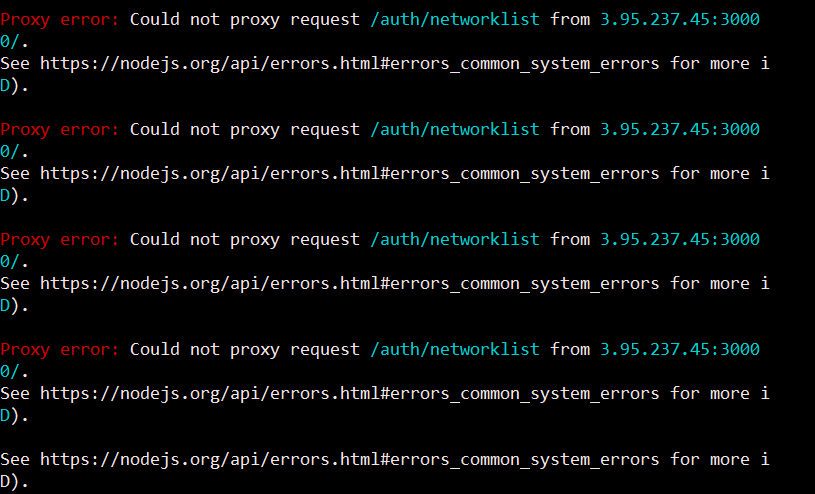 Proxy error: Could not proxy request /auth/networklist from 3.95.237.45:3000
0/.
See https://nodejs.org/api/errors.html#errors_common_system_errors for more i
D).
Proxy error: Could not proxy request /auth/networklist from 3.95.237.45:3000
0/.
See https://nodejs.org/api/errors.html#errors_common_system_errors for more i
D).
Proxy error: Could not proxy request /auth/networklist from 3.95.237.45:3000
0/.
See https://nodejs.org/api/errors.html#errors_common_system_errors for more i
D).
Proxy error: Could not proxy request /auth/networklist from 3.95.237.45:3000
0/.
See https://nodejs.org/api/errors.html#errors_common_system_errors for more i
D).
See https://nodejs.org/api/errors.html#errors_common_system_errors for more i
D).